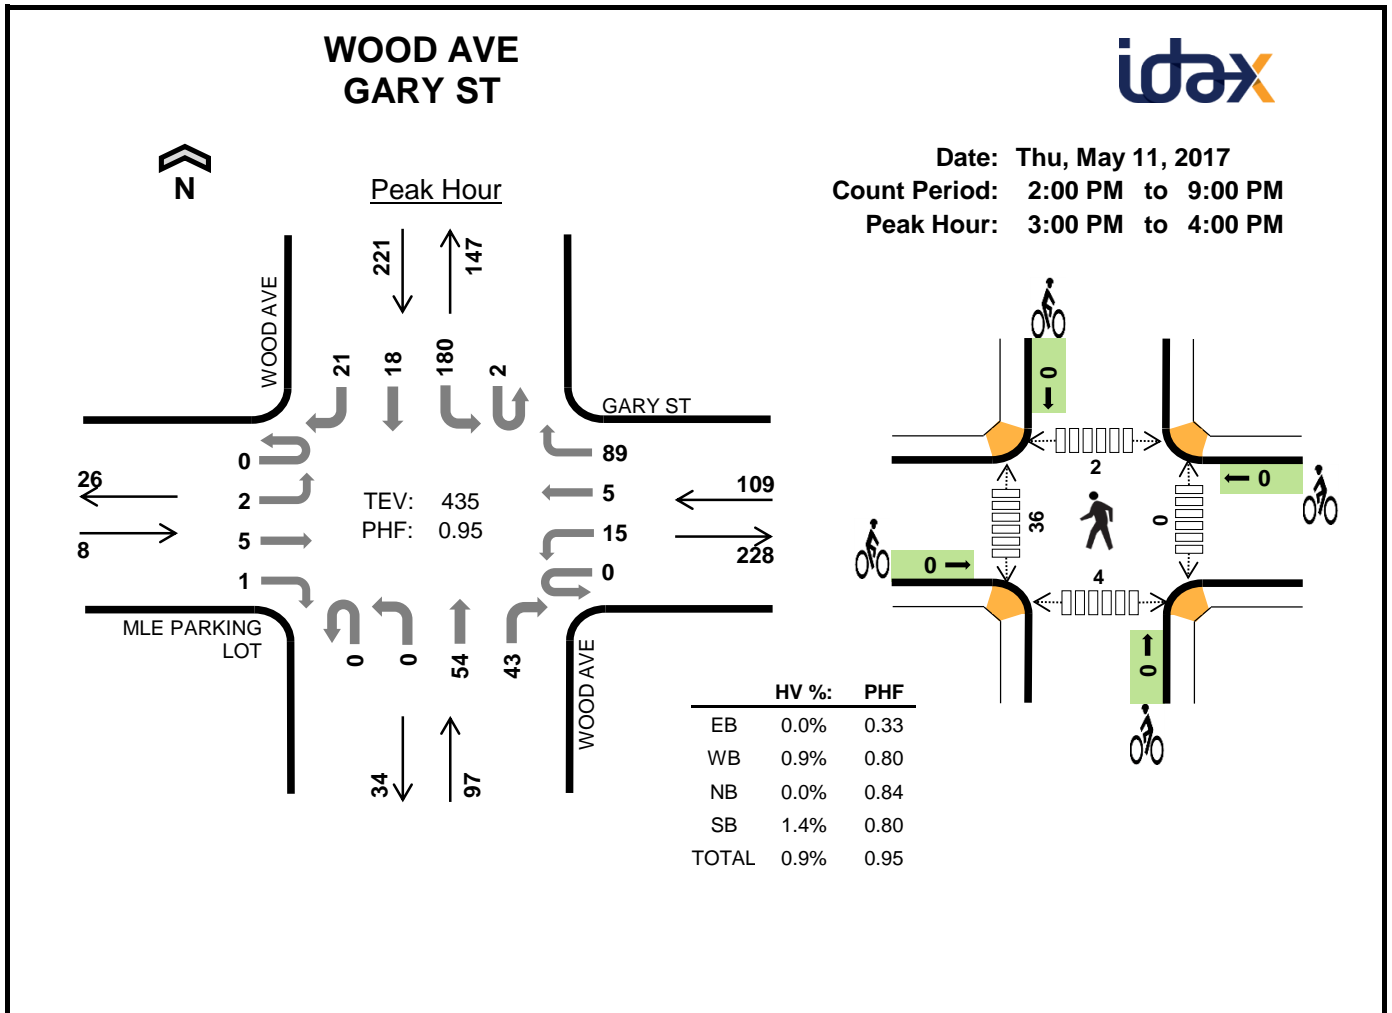 WOOD AVE
GARY ST
idax
N
Peak Hour
Date: Thu, May 11, 2017
Count Period: 2:00 PM to 9:00 PM
Peak Hour: 3:00 PM to 4:00 PM
221
147
WOOD AVE
21
18
180
2
GARY ST
0
2
5
1
26
8
TEV: 435
PHF: 0.95
89
5
15
0
109
228
MLE PARKING
LOT
0
0
54
43
WOOD AVE
34
97
0
2
0
36
0
0
4
0
HV %: PHF
EB 0.0% 0.33
WB 0.9% 0.80
NB 0.0% 0.84
SB 1.4% 0.80
TOTAL 0.9% 0.95